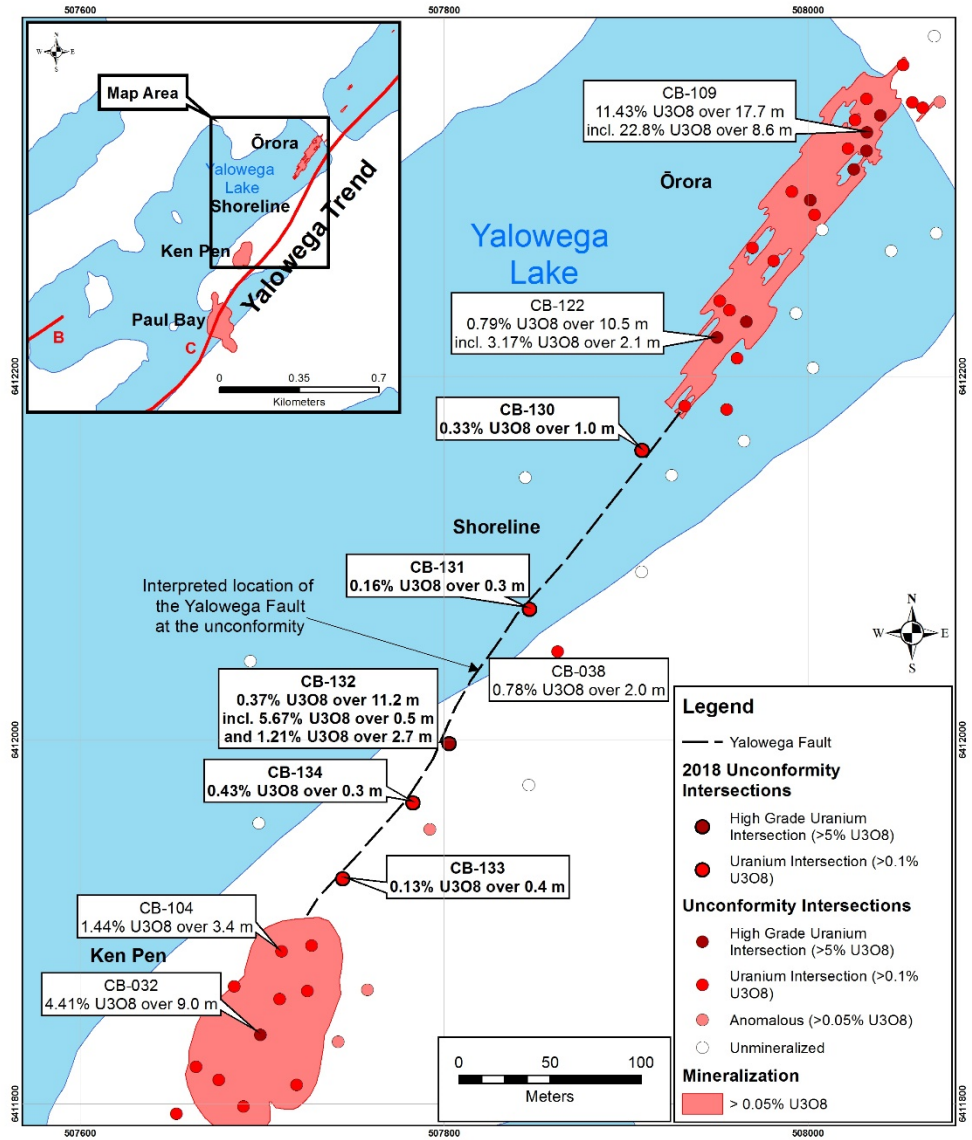 507800
508000
N
W
E
S
Map Area
Ōrora
Yalowega
Lake
Shoreline
Ken Pen
Yalowega Trend
Paul Bay
B
C
0
0.35
0.7
Kilometers
CB-109
11.43% U3O8 over 17.7 m
incl. 22.8% U3O8 over 8.6 m
Ōrora
Yalowega
Lake
CB-122
0.79% U3O8 over 10.5 m
incl. 3.17% U3O8 over 2.1 m
6412200
6412200
CB-130
0.33% U3O8 over 1.0 m
Shoreline
CB-131
0.16% U3O8 over 0.3 m
Interpreted location of
the Yalowega Fault
at the unconformity
N
W
E
S
CB-038
0.78% U3O8 over 2.0 m
CB-132
0.37% U3O8 over 11.2 m
incl. 5.67% U3O8 over 0.5 m
and 1.21% U3O8 over 2.7 m
6412000
6412000
CB-134
0.43% U3O8 over 0.3 m
CB-133
0.13% U3O8 over 0.4 m
CB-104
1.44% U3O8 over 3.4 m
Ken Pen
CB-032
4.41% U3O8 over 9.0 m
0
50
100
Meters
Legend
Yalowega Fault
2018 Unconformity
Intersections
High Grade Uranium
Intersection (>5% U3O8)
Uranium Intersection (>0.1%
U3O8)
Unconformity Intersections
High Grade Uranium
Intersection (>5% U3O8)
Uranium Intersection (>0.1%
U3O8)
Anomalous (>0.05% U3O8)
Unmineralized
Mineralization
> 0.05% U3O8
6411800
6411800
507600
507800
508000